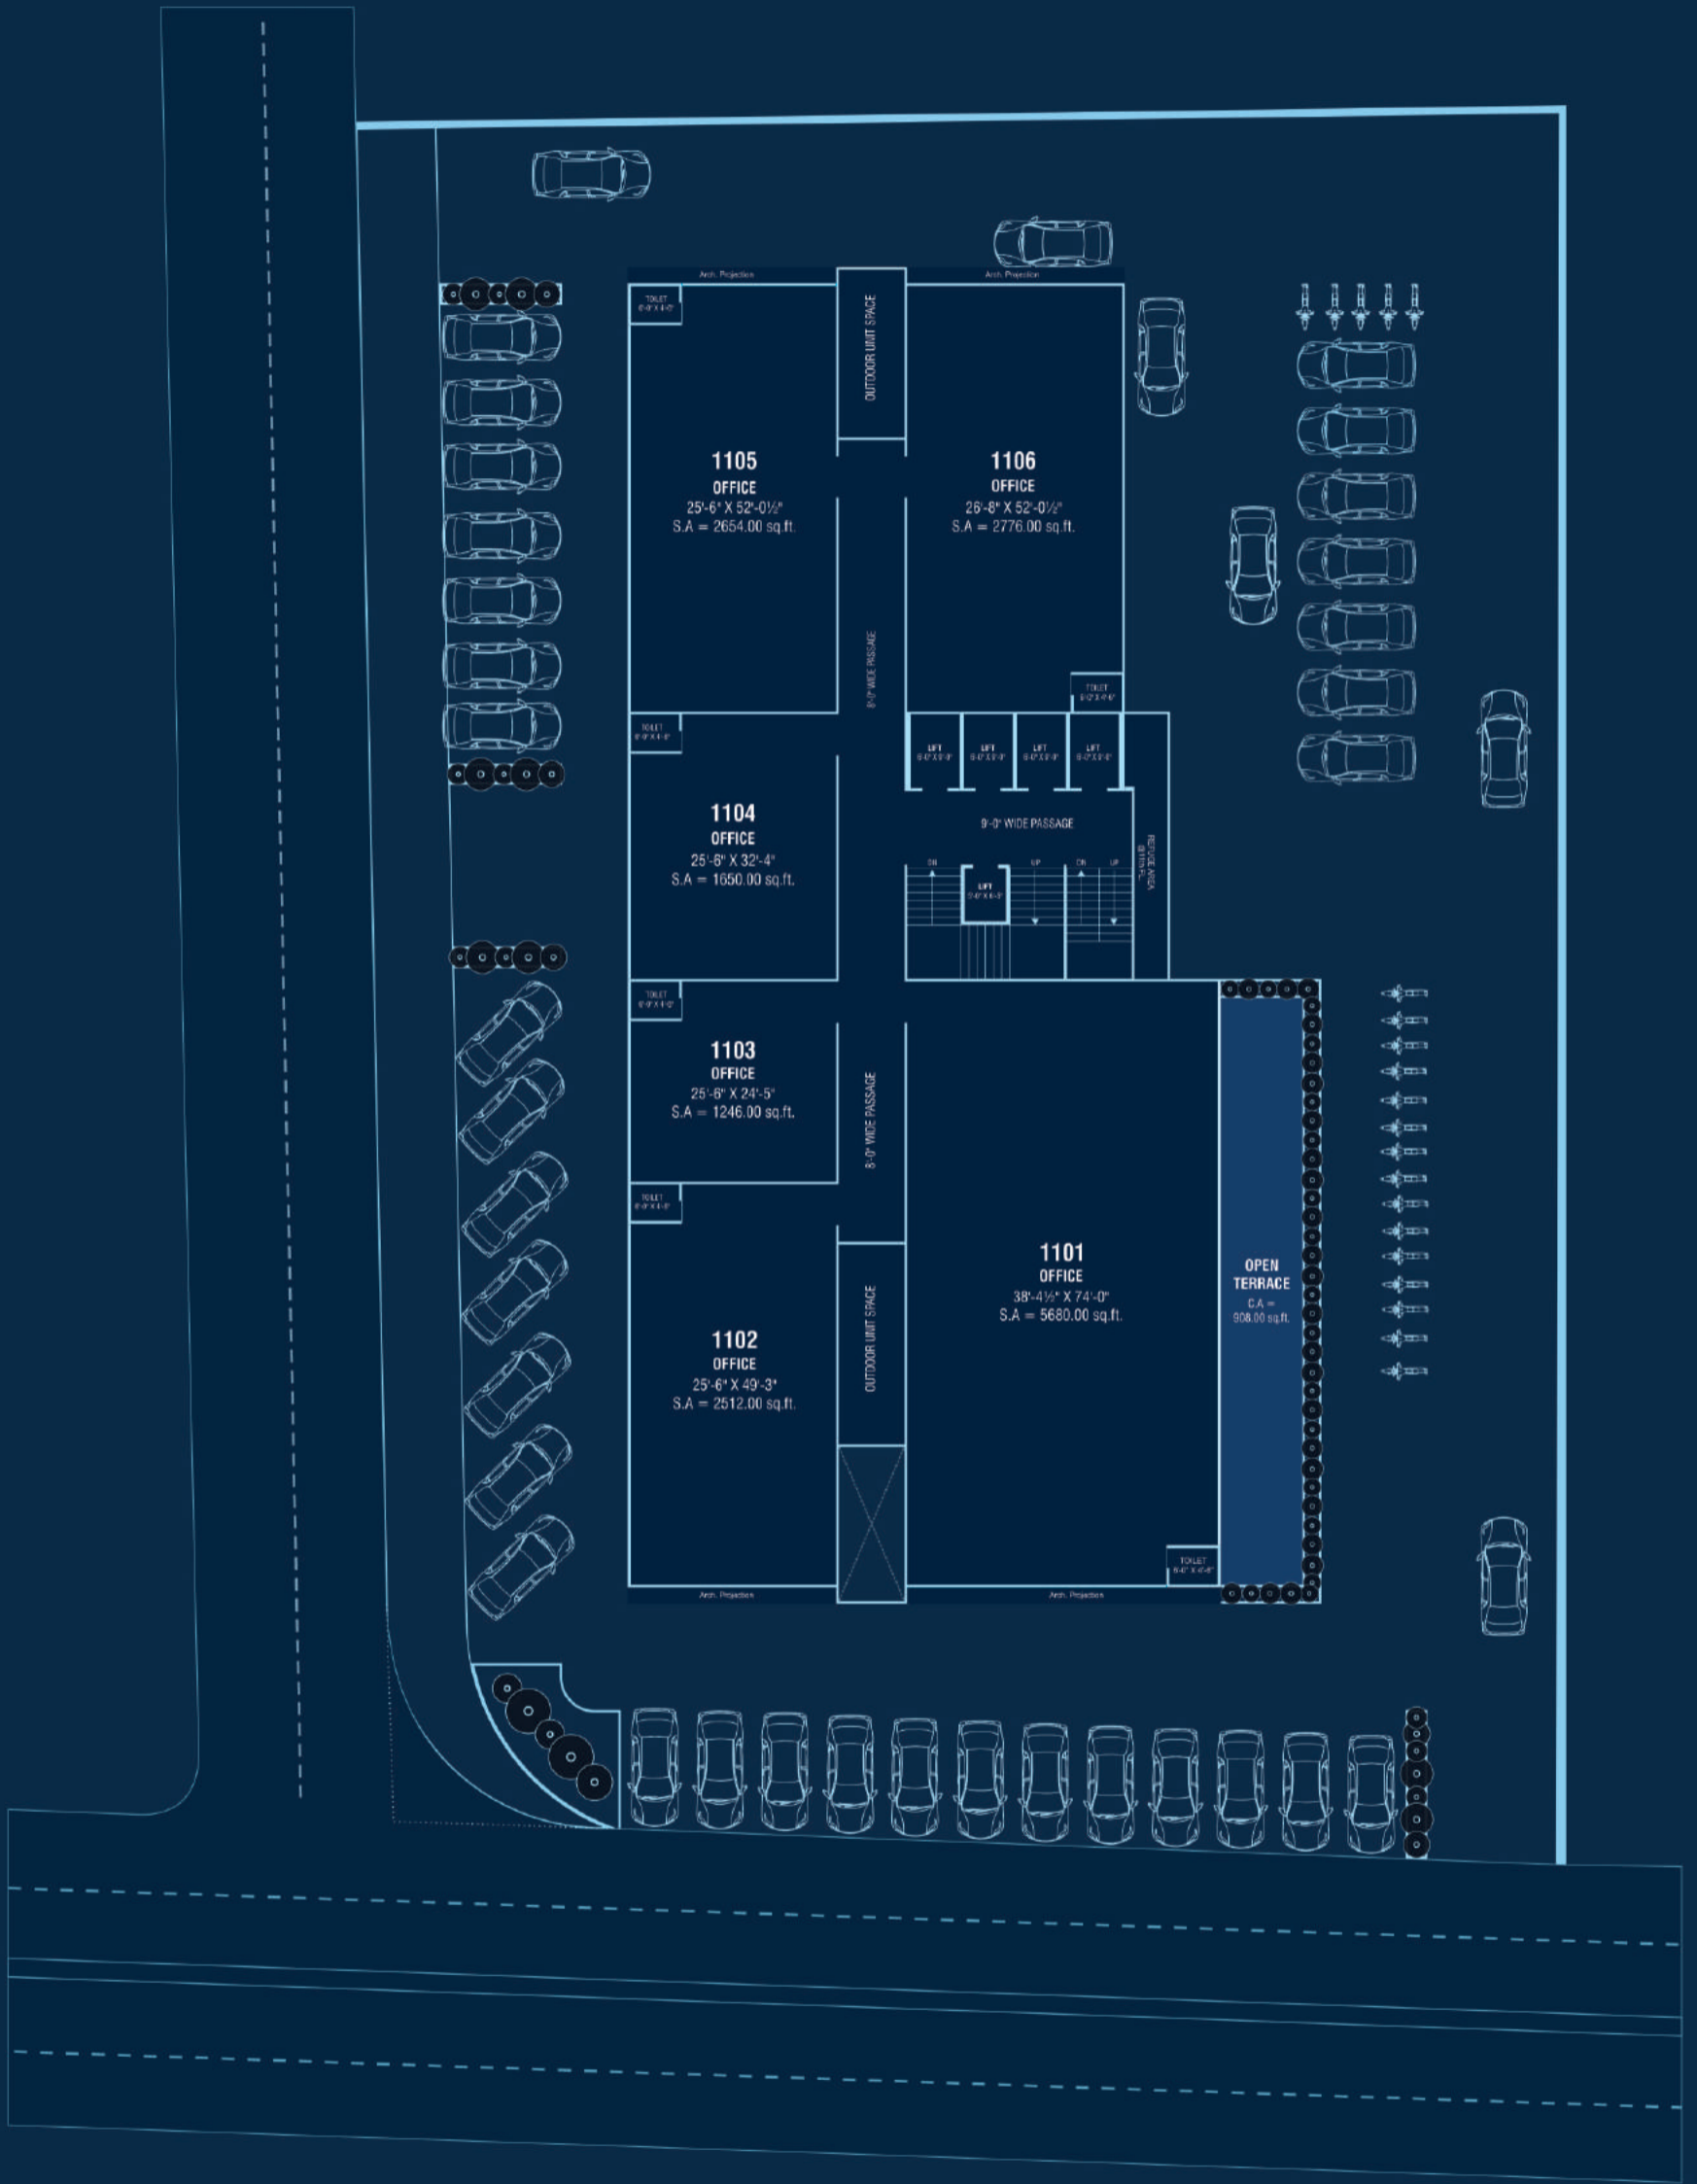 Arch. Projection
Arch. Projection
TOILET
OUTDOOR UNIT SPACE
1105
OFFICE
25'-6" X 52'-0½"
S.A = 2654.00 sq.ft.
1106
OFFICE
26'-8" X 52'-0½"
S.A = 2776.00 sq.ft.
8'-0" WIDE PASSAGE
TOILET
TOILET
LIFT
LIFT
LIFT
LIFT
9'-0" WIDE PASSAGE
1104
OFFICE
25'-6" X 32'-4"
S.A = 1650.00 sq.ft.
DN
UP
DN
UP
LIFT
REFUGE AREA
TOILET
1103
OFFICE
25'-6" X 24'-5"
S.A = 1246.00 sq.ft.
8'-0" WIDE PASSAGE
TOILET
1101
OFFICE
38'-4½" X 74'-0"
S.A = 5680.00 sq.ft.
OPEN
TERRACE
C.A =
908.00 sq.ft.
OUTDOOR UNIT SPACE
1102
OFFICE
25'-6" X 49'-3"
S.A = 2512.00 sq.ft.
TOILET
Arch. Projection
Arch. Projection